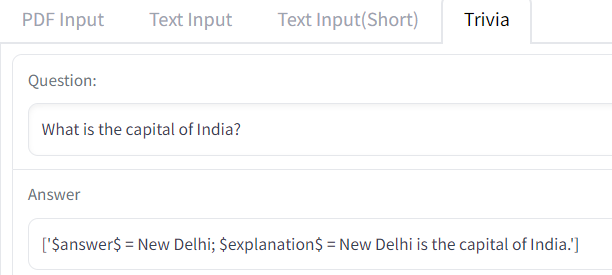 PDF Input Text Input Text Input(Short) Trivia
Question:
What is the capital of India?
Answer
['$answer$ = New Delhi; $explanation$ = New Delhi is the capital of India.']